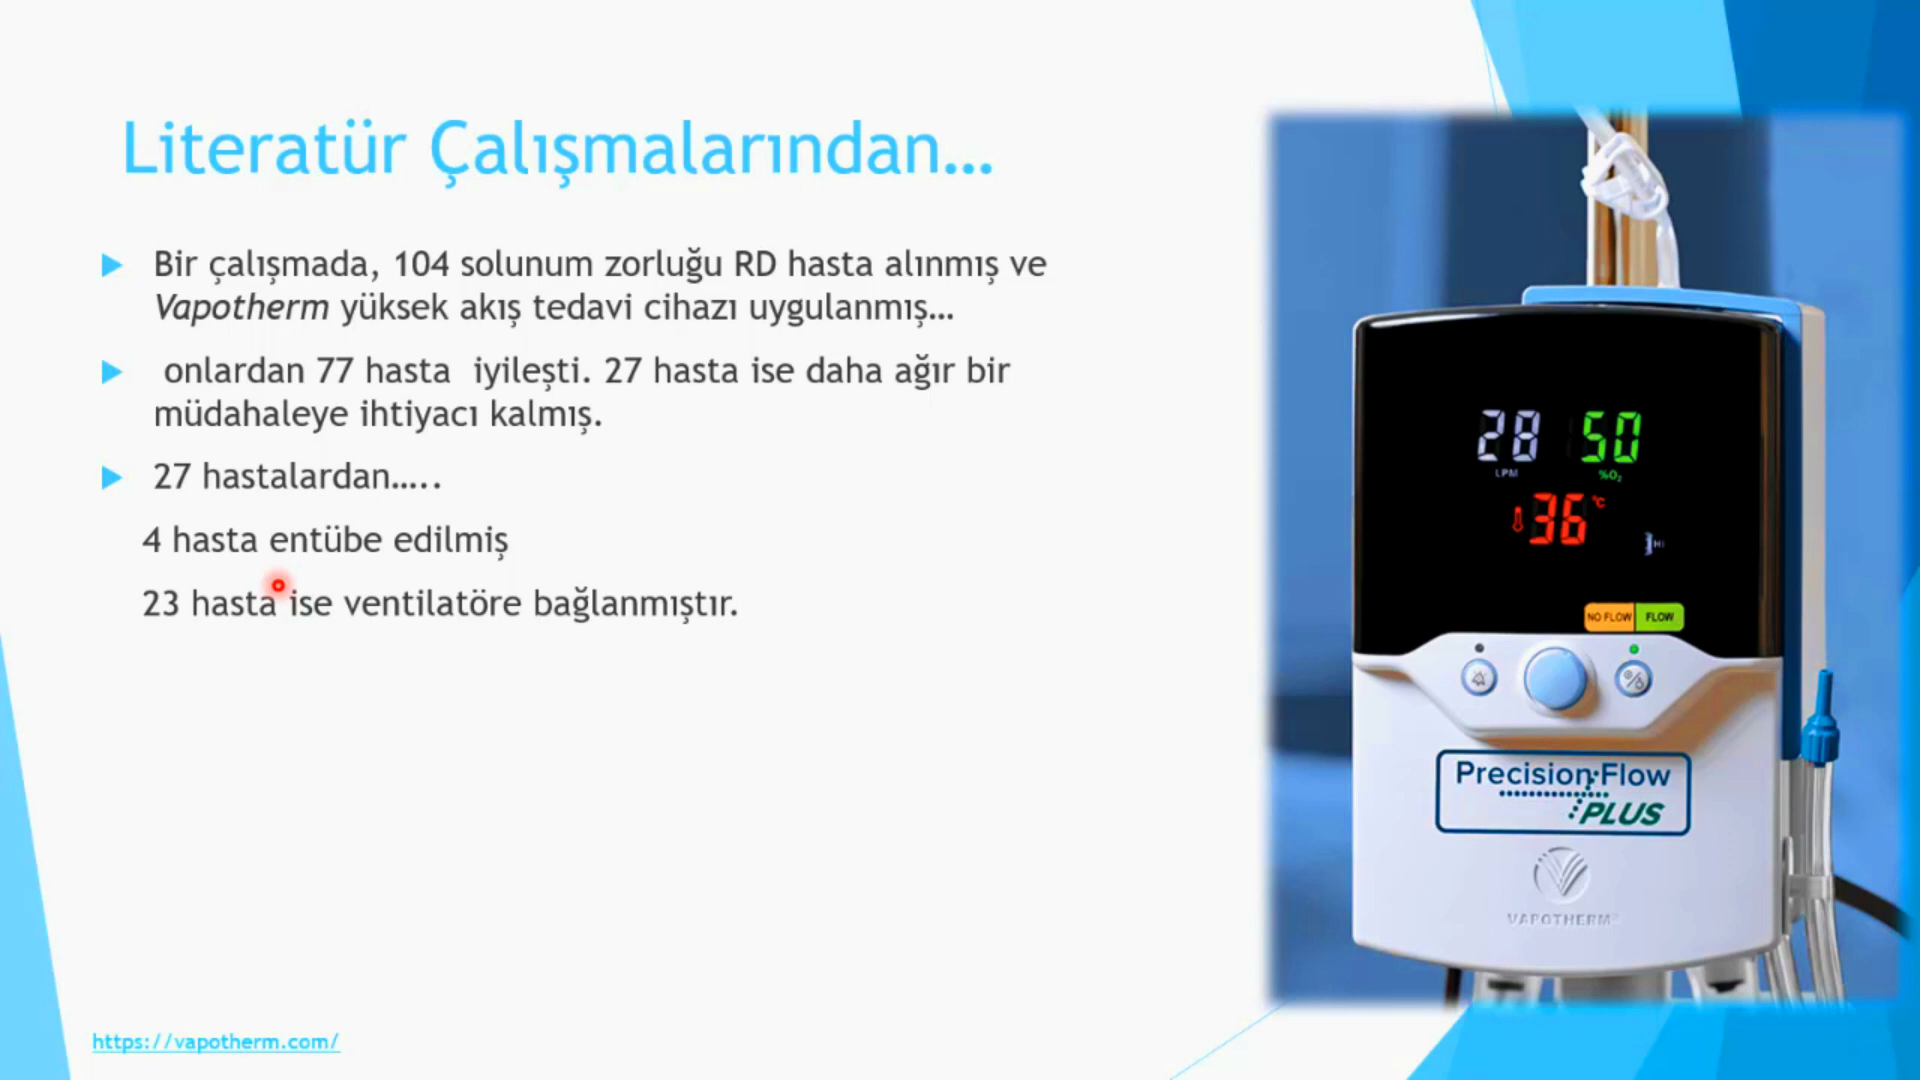 Literatür Çalışmalarından…
Bir çalışmada, 104 solunum zorluğu RD hasta alınmış ve
Vapotherm yüksek akış tedavi cihazı uygulanmış…
onlardan 77 hasta iyileşti. 27 hasta ise daha ağır bir
müdahaleye ihtiyacı kalmış.
27 hastalardan…..
4 hasta entübe edilmiş
23 hasta ise ventilatöre bağlanmıştır.
https://vapotherm.com/
28 50
LPM %O₂
36 °C
HI
NO FLOW FLOW
Precision Flow
PLUS
VAPOTHERM